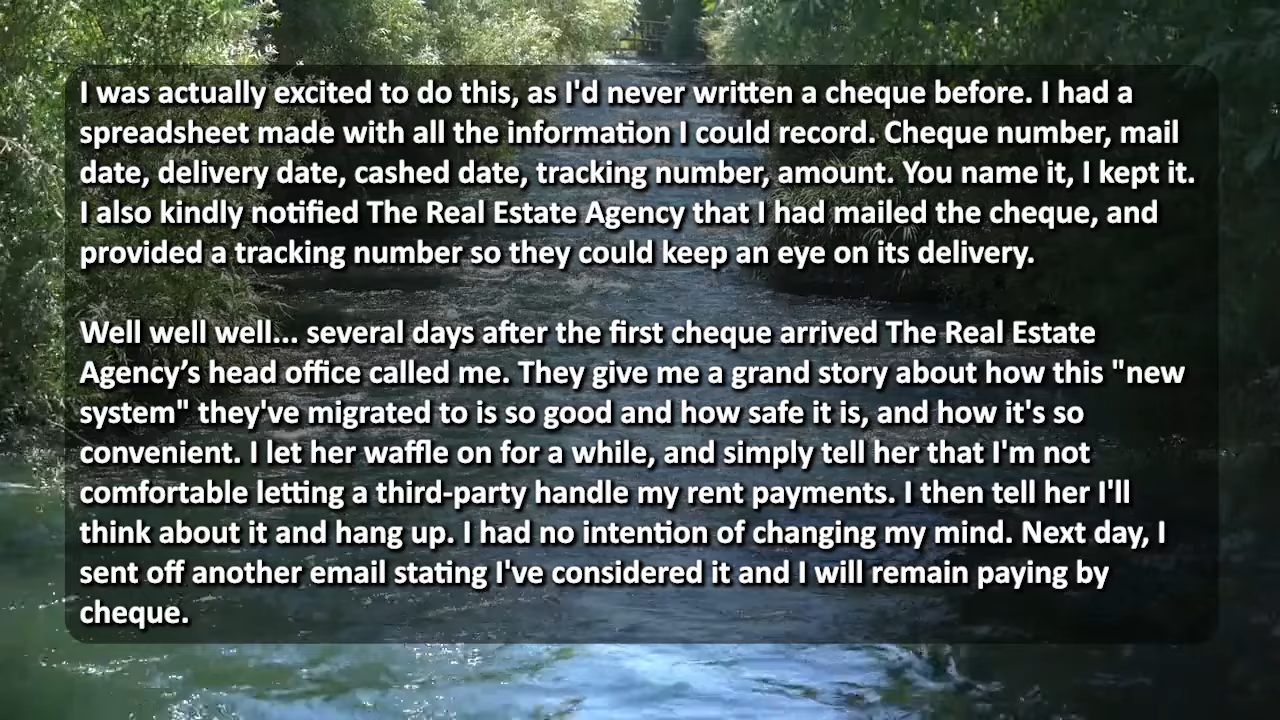 I was actually excited to do this, as I'd never written a cheque before. I had a
spreadsheet made with all the information I could record. Cheque number, mail
date, delivery date, cashed date, tracking number, amount. You name it, I kept it.
I also kindly notified The Real Estate Agency that I had mailed the cheque, and
provided a tracking number so they could keep an eye on its delivery.

Well well well... several days after the first cheque arrived The Real Estate
Agency’s head office called me. They give me a grand story about how this "new
system" they've migrated to is so good and how safe it is, and how it's so
convenient. I let her waffle on for a while, and simply tell her that I'm not
comfortable letting a third-party handle my rent payments. I then tell her I'll
think about it and hang up. I had no intention of changing my mind. Next day, I
sent off another email stating I've considered it and I will remain paying by
cheque.